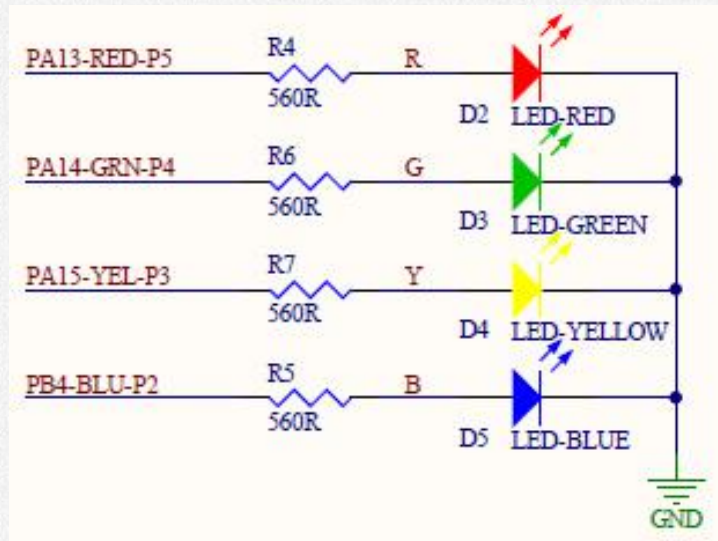 PA13-RED-P5 R4 560R R D2 LED-RED
PA14-GRN-P4 R6 560R G D3 LED-GREEN
PA15-YEL-P3 R7 560R Y D4 LED-YELLOW
PB4-BLU-P2 R5 560R B D5 LED-BLUE
GND